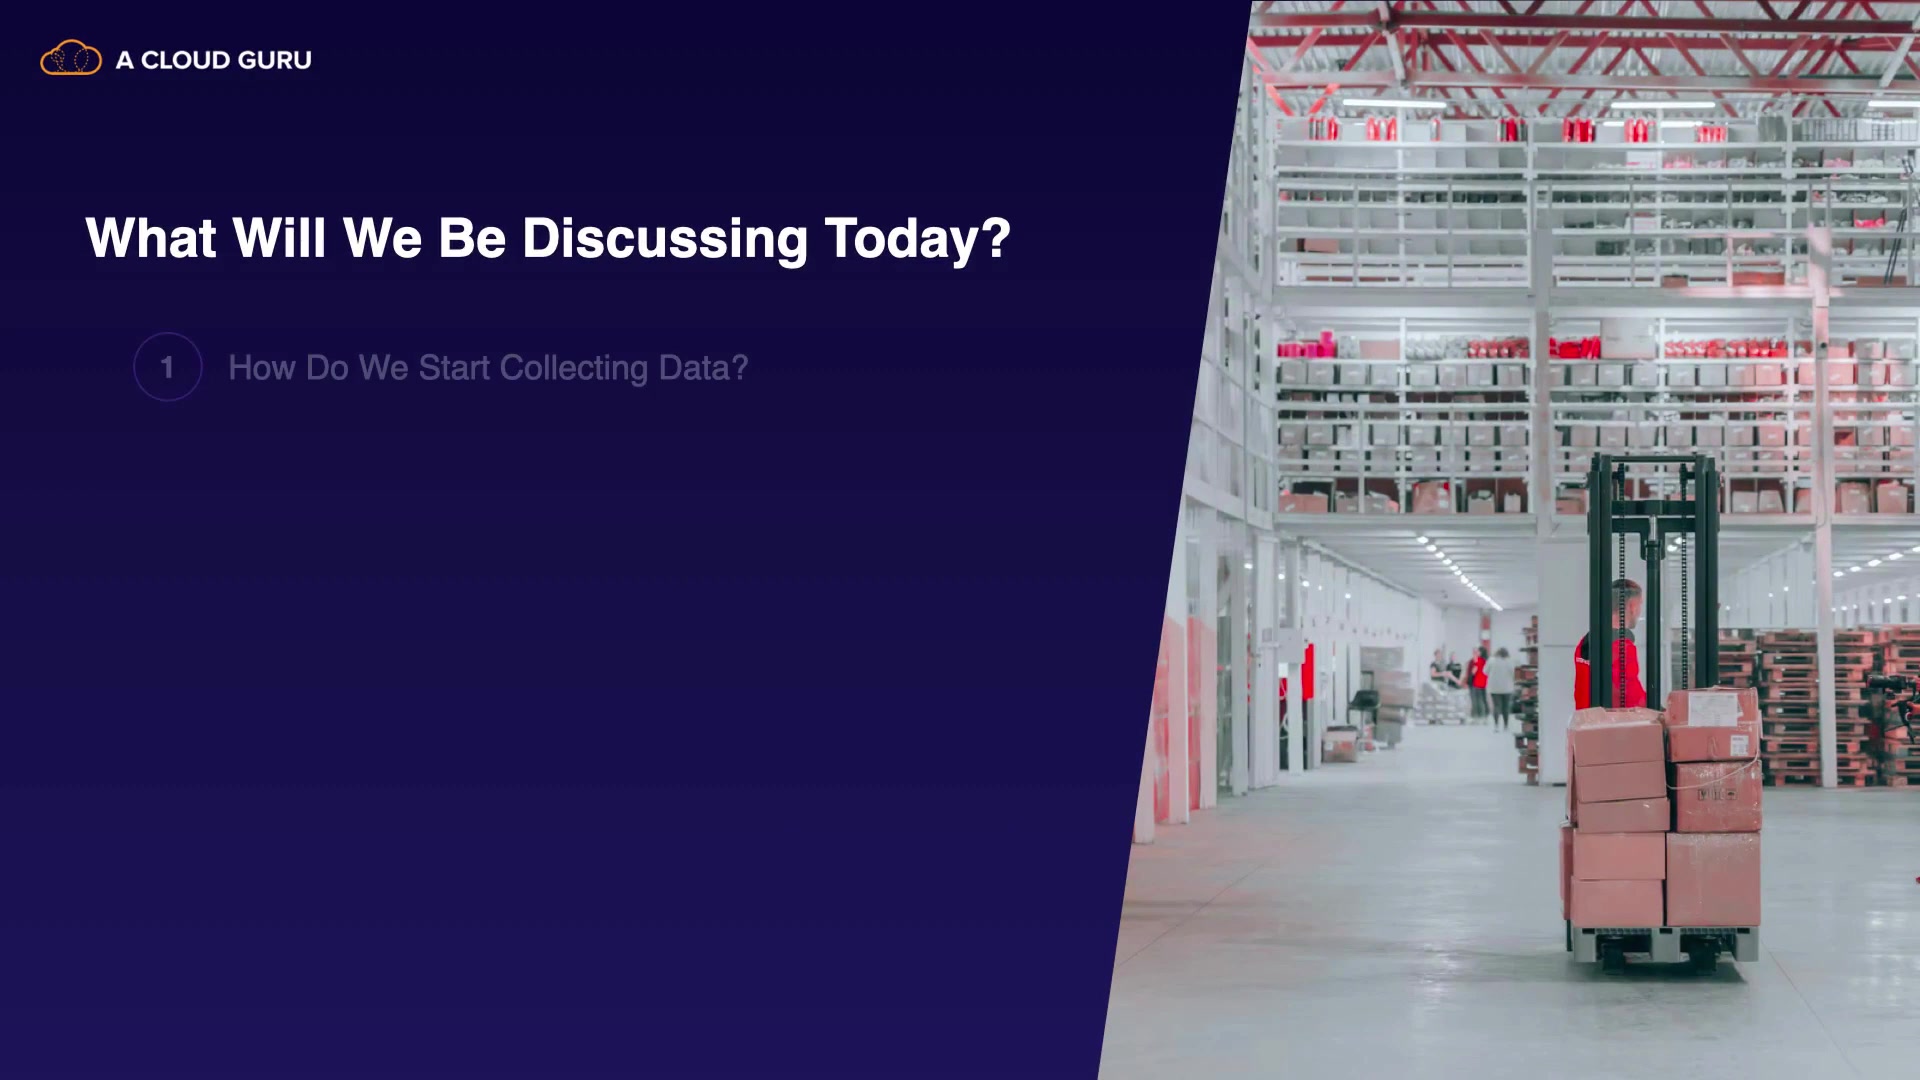 A CLOUD GURU
What Will We Be Discussing Today?
1 How Do We Start Collecting Data?